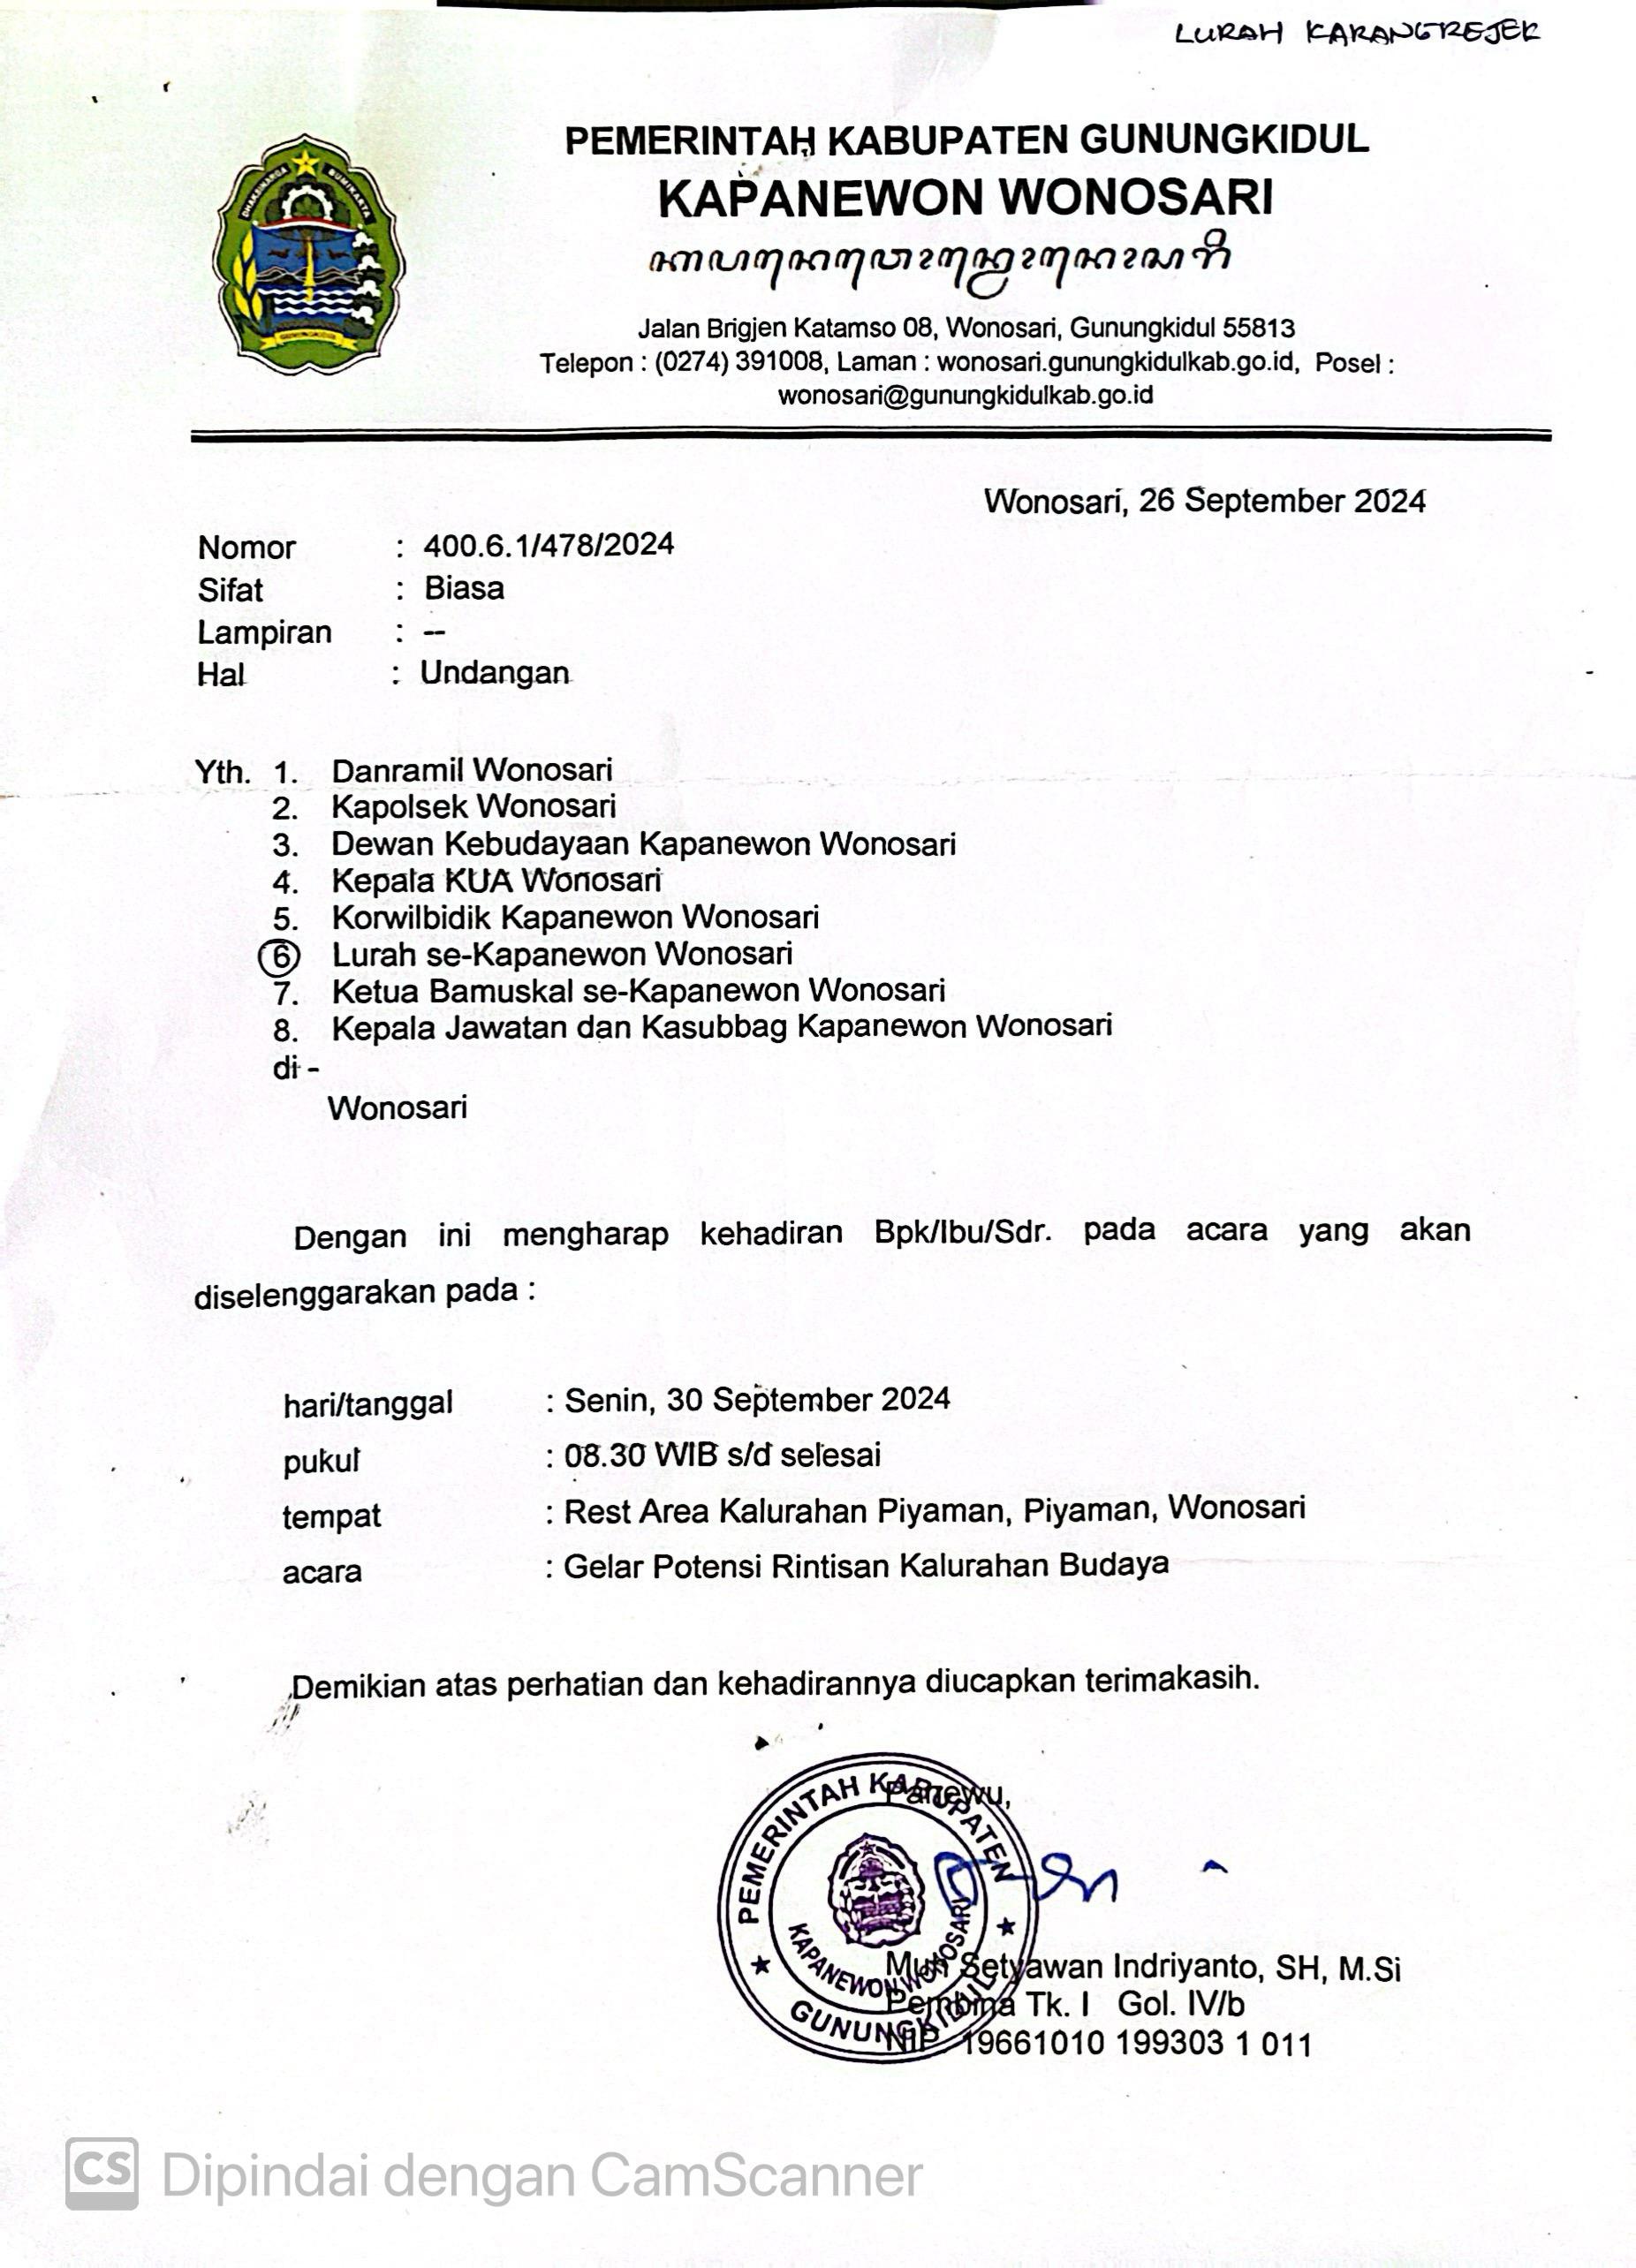 LURAH KARANGREJEK
PEMERINTAH KABUPATEN GUNUNGKIDUL
KAPANEWON WONOSARI
ꦏꦥꦤꦺꦮꦺꦴꦤ꧀ꦮꦺꦴꦤꦺꦴꦱꦫꦶ
Jalan Brigjen Katamso 08, Wonosari, Gunungkidul 55813
Telepon : (0274) 391008, Laman : wonosari.gunungkidulkab.go.id, Posel :
wonosari@gunungkidulkab.go.id
Wonosari, 26 September 2024
Nomor : 400.6.1/478/2024
Sifat : Biasa
Lampiran : --
Hal : Undangan
Yth. 1. Danramil Wonosari
2. Kapolsek Wonosari
3. Dewan Kebudayaan Kapanewon Wonosari
4. Kepala KUA Wonosari
5. Korwilbidik Kapanewon Wonosari
6 Lurah se-Kapanewon Wonosari
7. Ketua Bamuskal se-Kapanewon Wonosari
8. Kepala Jawatan dan Kasubbag Kapanewon Wonosari
di -
Wonosari
Dengan ini mengharap kehadiran Bpk/Ibu/Sdr. pada acara yang akan
diselenggarakan pada :
hari/tanggal : Senin, 30 September 2024
pukul : 08.30 WIB s/d selesai
tempat : Rest Area Kalurahan Piyaman, Piyaman, Wonosari
acara : Gelar Potensi Rintisan Kalurahan Budaya
Demikian atas perhatian dan kehadirannya diucapkan terimakasih.
Panewu,
PEMERINTAH KABUPATEN
KAPANEWON WONOSARI
GUNUNGKIDUL
Setyawan Indriyanto, SH, M.Si
Pembina Tk. I Gol. IV/b
NIP 19661010 199303 1 011
CS Dipindai dengan CamScanner